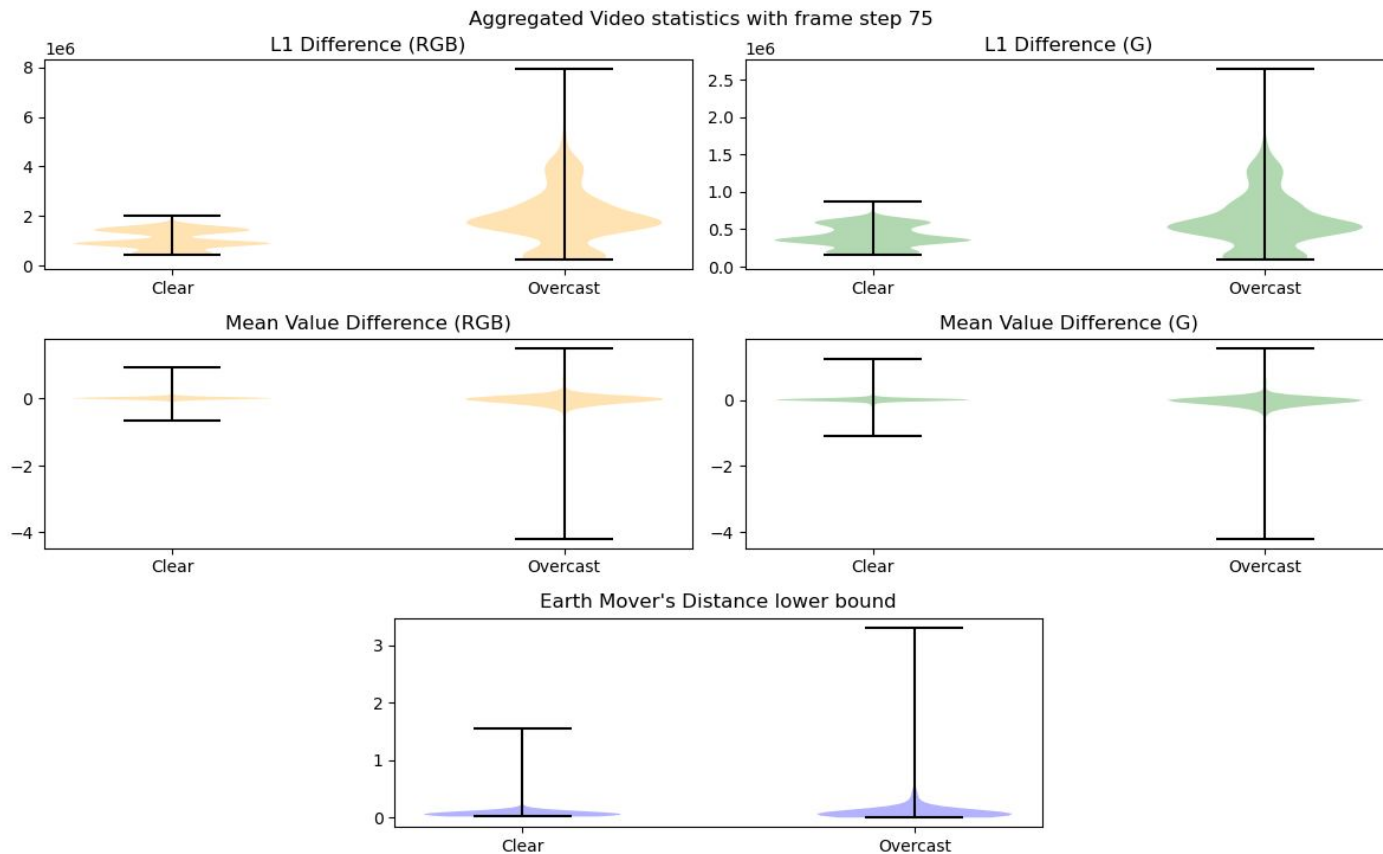 Aggregated Video statistics with frame step 75
L1 Difference (RGB)
1e6
8
6
4
2
0
Clear
Overcast
L1 Difference (G)
1e6
2.5
2.0
1.5
1.0
0.5
0.0
Clear
Overcast
Mean Value Difference (RGB)
0
−2
−4
Clear
Overcast
Mean Value Difference (G)
0
−2
−4
Clear
Overcast
Earth Mover's Distance lower bound
3
2
1
0
Clear
Overcast